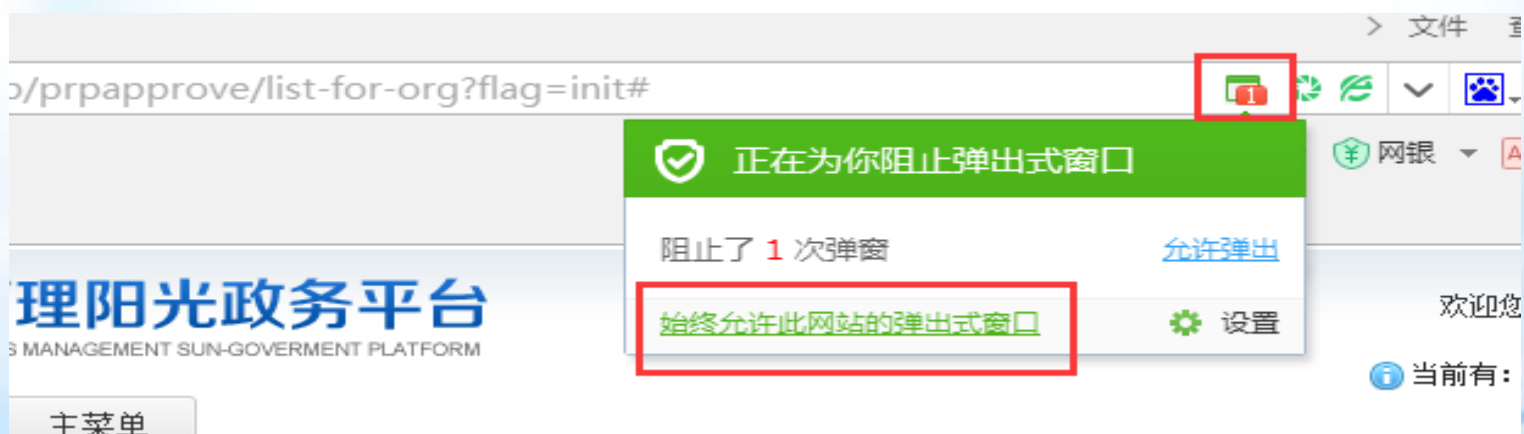 > 文件
o/prpapprove/list-for-org?flag=init#
1
正在为你阻止弹出式窗口
网银
A
阻止了 1 次弹窗
允许弹出
始终允许此网站的弹出式窗口
设置
理阳光政务平台
S MANAGEMENT SUN-GOVERMENT PLATFORM
欢迎您
当前有：
主菜单